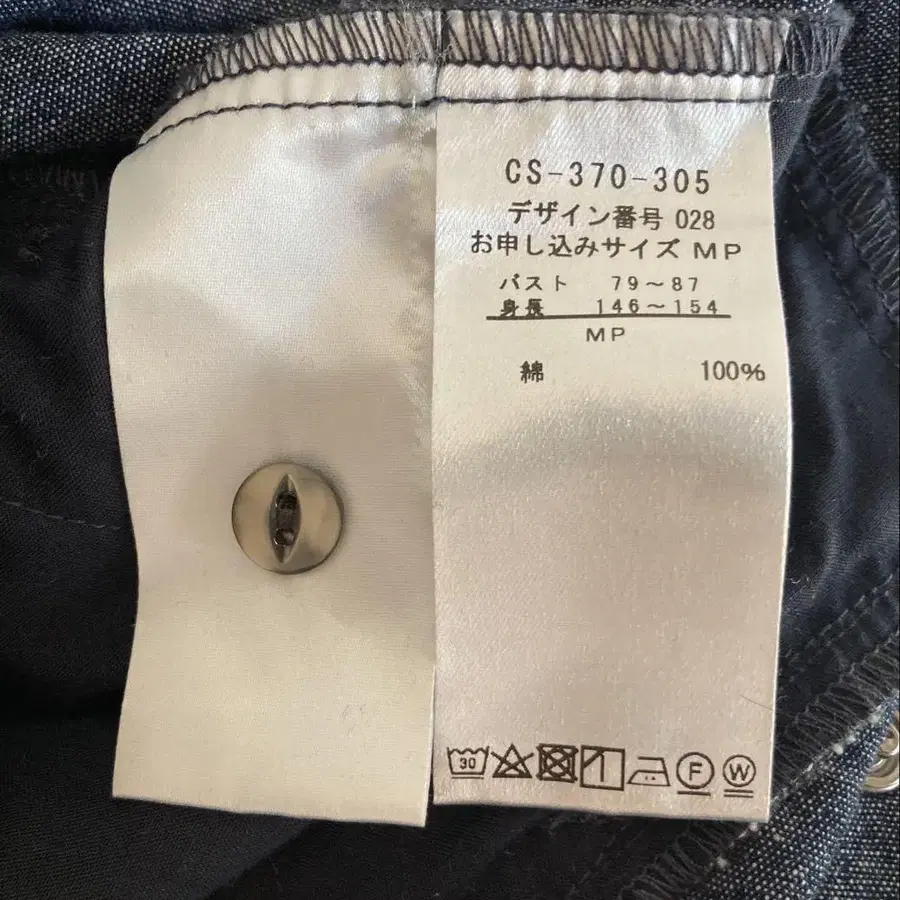 CS-370-305
デザイン番号 028
お申し込みサイズ MP
バスト 79～87
身長 146～154
MP
綿 100%
30 F W